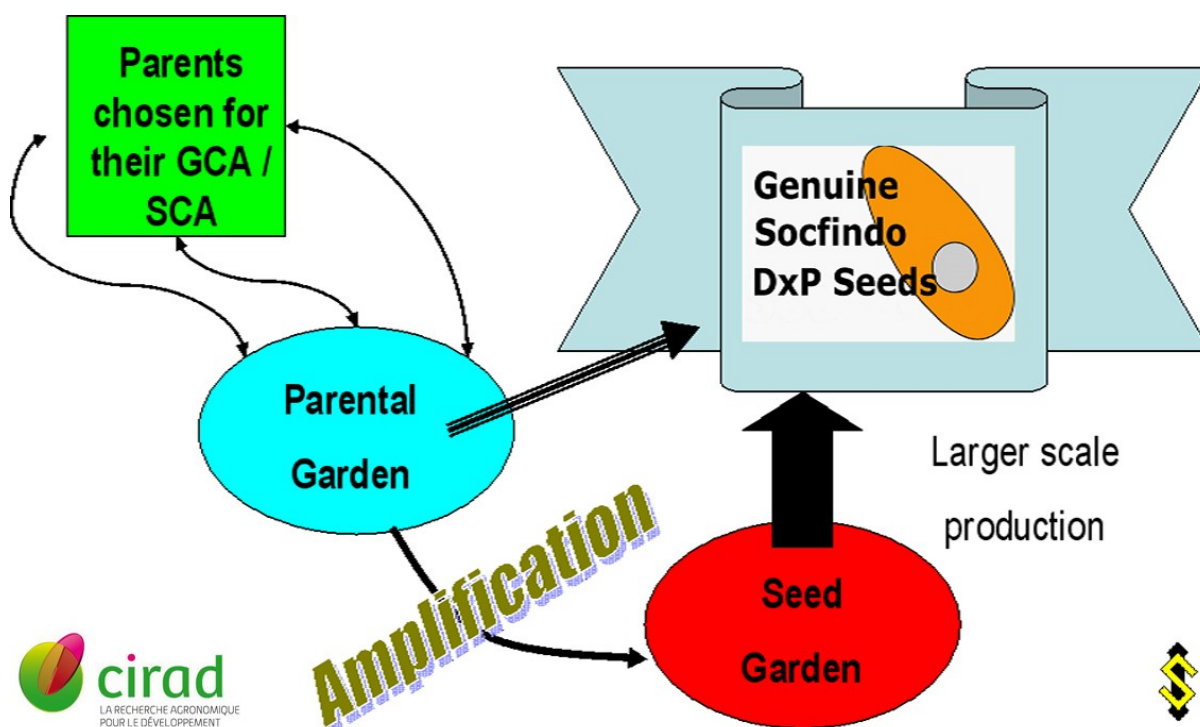 Parents
chosen for
their GCA /
SCA
Genuine
Socfindo
DxP Seeds
Parental
Garden
Larger scale
production
Amplification
Seed
Garden
cirad
LA RECHERCHE AGRONOMIQUE
POUR LE DÉVELOPPEMENT
S